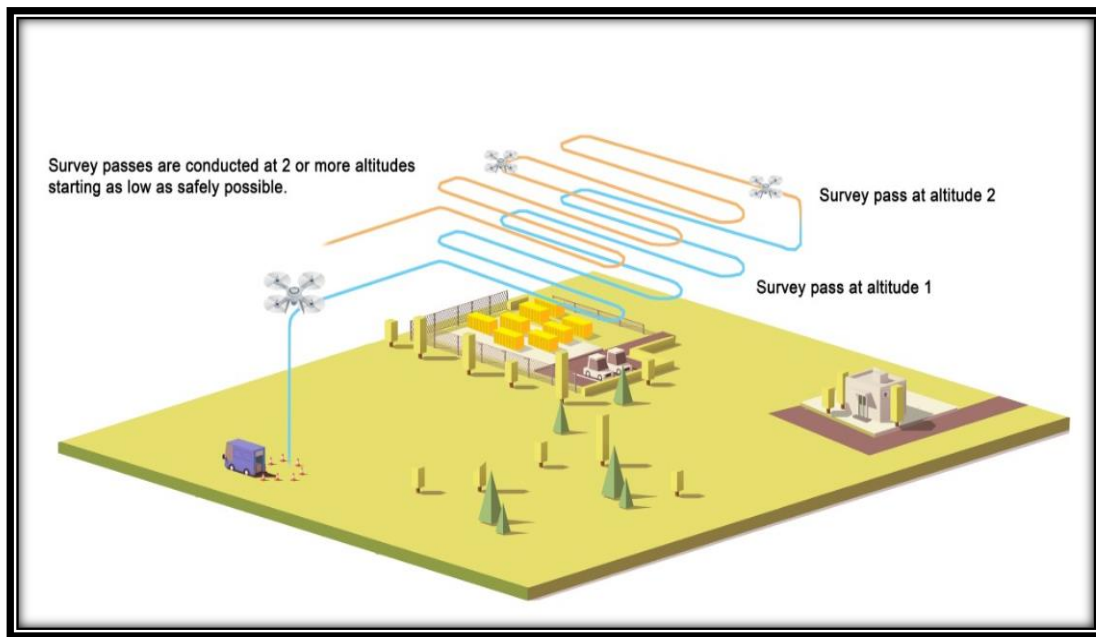 Survey passes are conducted at 2 or more altitudes
starting as low as safely possible.
Survey pass at altitude 2
Survey pass at altitude 1